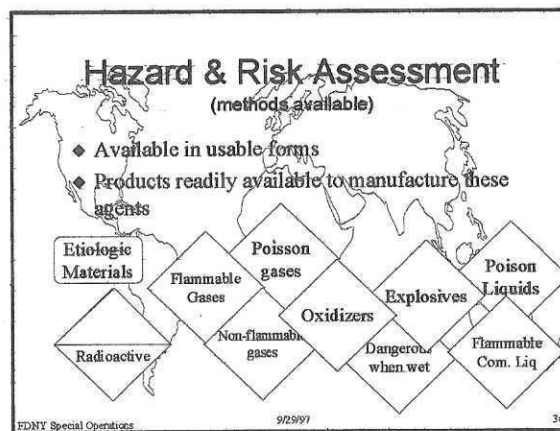 Hazard & Risk Assessment
(methods available)
◆ Available in usable forms
◆ Products readily available to manufacture these
agents
Etiologic
Materials
Flammable
Gases
Poisson
gases
Oxidizers
Explosives
Poison
Liquids
Radioactive
Non-flammable
gases
Dangerous
when wet
Flammable
Com. Liq
FDNY Special Operations
9/29/97